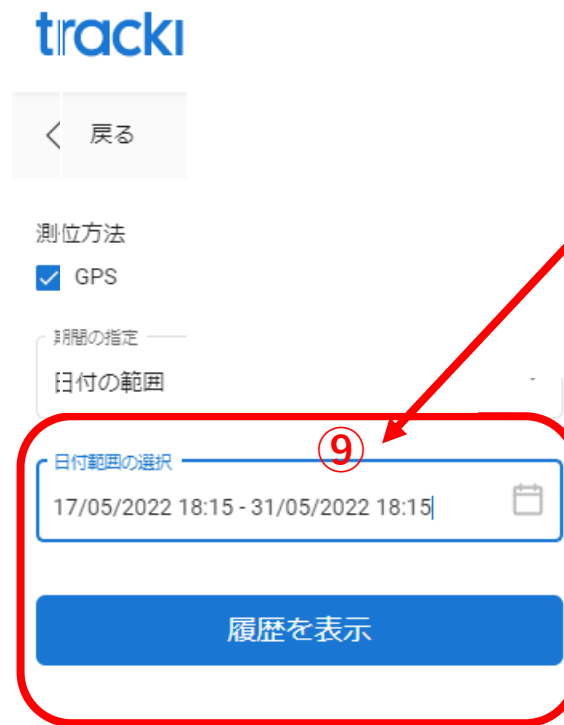 tracki
戻る
測位方法
GPS
期間の指定
日付の範囲
⑨
日付範囲の選択
17/05/2022 18:15 - 31/05/2022 18:15
履歴を表示